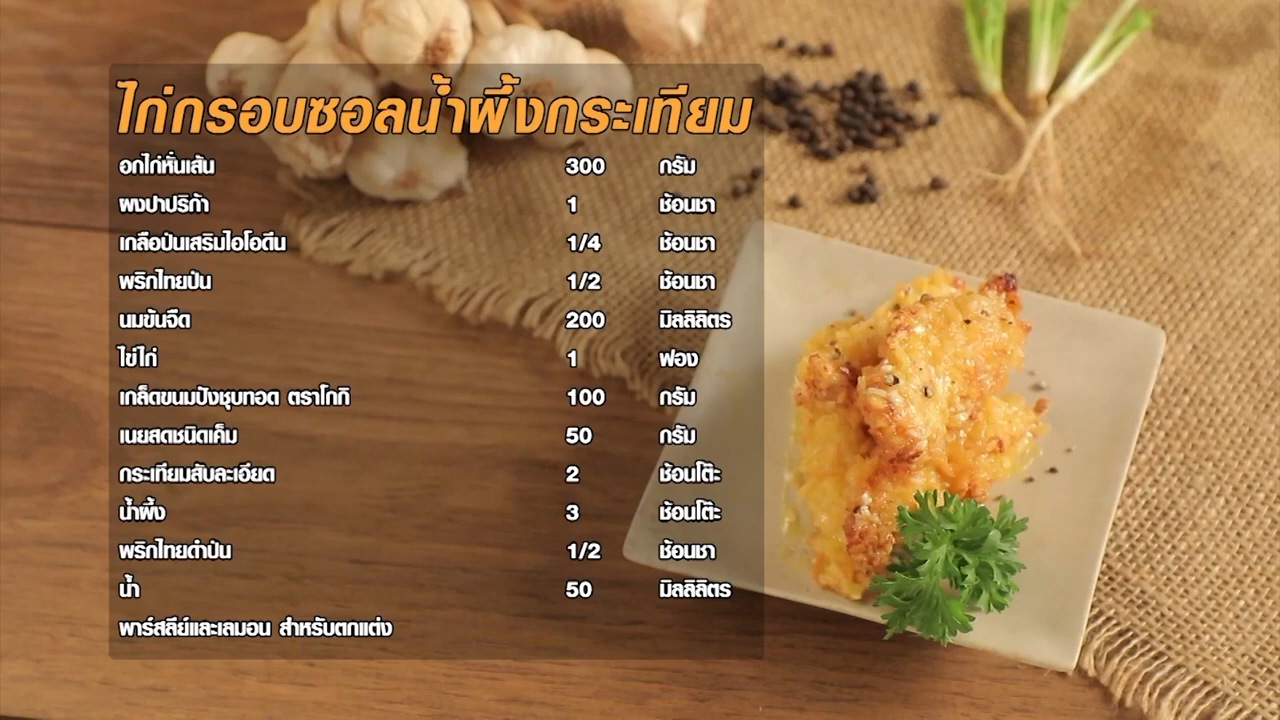 ไก่กรอบซอสน้ำผึ้งกระเทียม
อกไก่หั่นเส้น 300 กรัม
ผงปาปริก้า 1 ช้อนชา
เกลือป่นเสริมไอโอดีน 1/4 ช้อนชา
พริกไทยป่น 1/2 ช้อนชา
นมข้นจืด 200 มิลลิลิตร
ไข่ไก่ 1 ฟอง
เกล็ดขนมปังชุบทอด ตราโกกิ 100 กรัม
เนยสดชนิดเค็ม 50 กรัม
กระเทียมสับละเอียด 2 ช้อนโต๊ะ
น้ำผึ้ง 3 ช้อนโต๊ะ
พริกไทยดำป่น 1/2 ช้อนชา
น้ำ 50 มิลลิลิตร
พาร์สลีย์และเลมอน สำหรับตกแต่ง